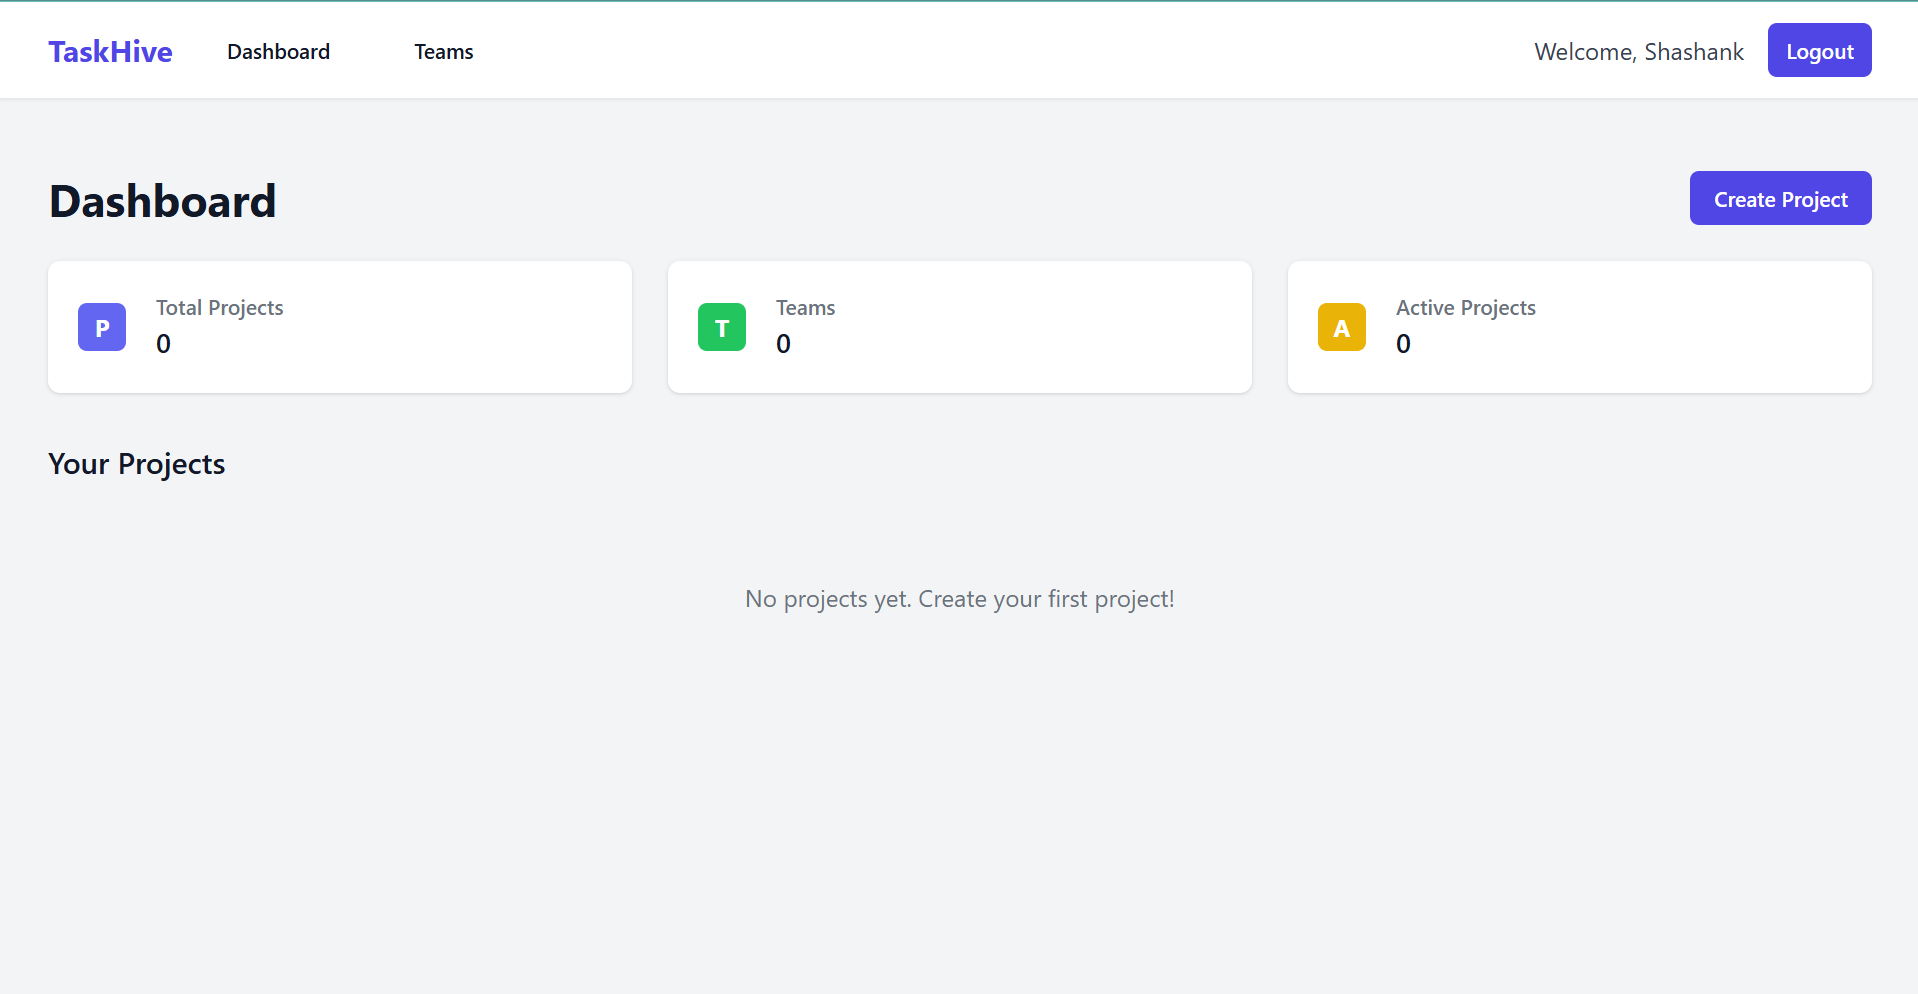 TaskHive Dashboard Teams Welcome, Shashank Logout
Dashboard Create Project
P Total Projects 0
T Teams 0
A Active Projects 0
Your Projects
No projects yet. Create your first project!